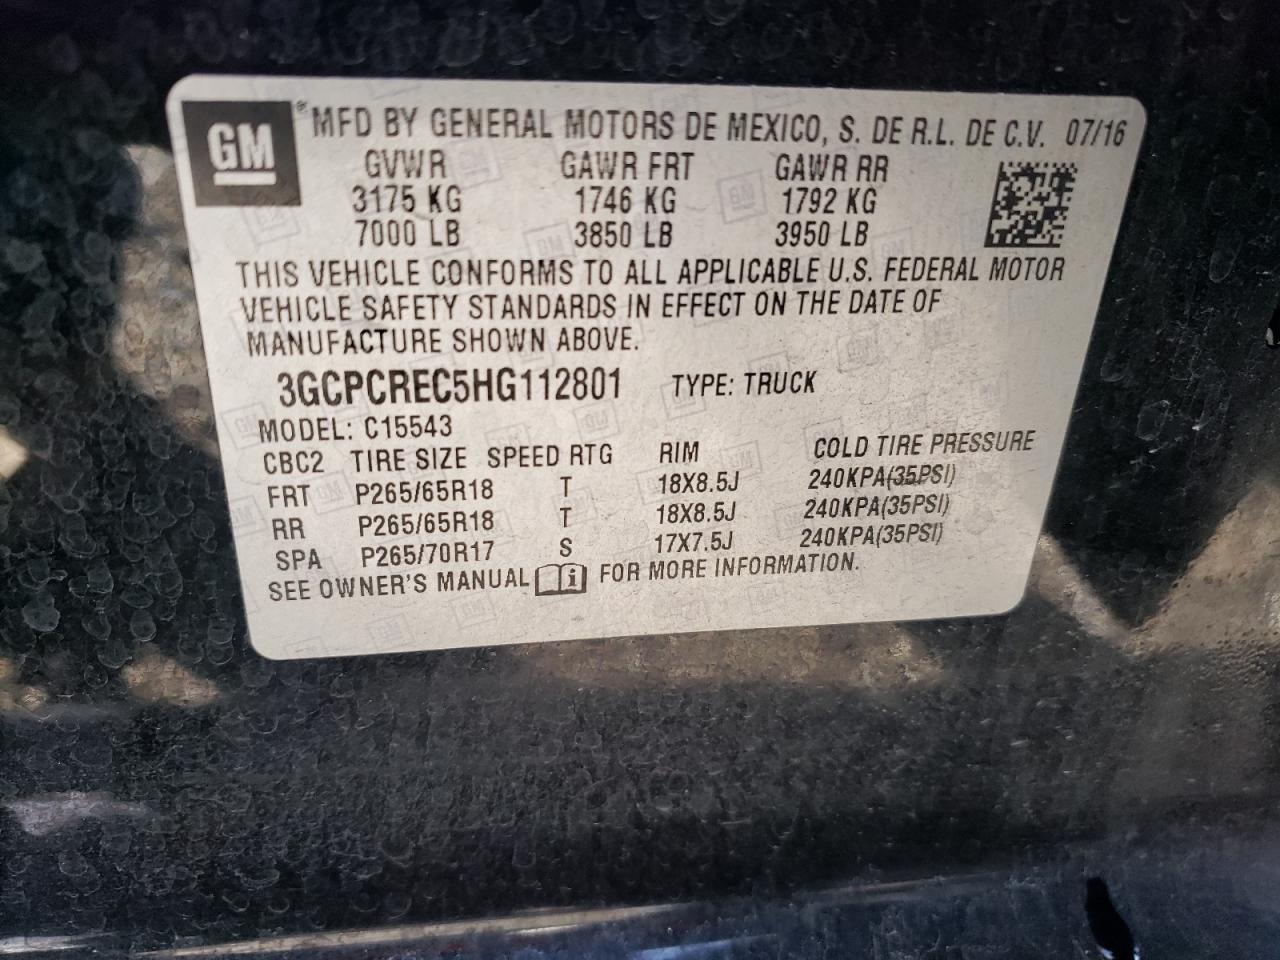 GM
® MFD BY GENERAL MOTORS DE MEXICO, S. DE R.L. DE C.V. 07/16
GVWR GAWR FRT GAWR RR
3175 KG 1746 KG 1792 KG
7000 LB 3850 LB 3950 LB
THIS VEHICLE CONFORMS TO ALL APPLICABLE U.S. FEDERAL MOTOR
VEHICLE SAFETY STANDARDS IN EFFECT ON THE DATE OF
MANUFACTURE SHOWN ABOVE.
3GCPCREC5HG112801 TYPE: TRUCK
MODEL: C15543
CBC2 TIRE SIZE SPEED RTG RIM COLD TIRE PRESSURE
FRT P265/65R18 T 18X8.5J 240KPA(35PSI)
RR P265/65R18 T 18X8.5J 240KPA(35PSI)
SPA P265/70R17 S 17X7.5J 240KPA(35PSI)
SEE OWNER'S MANUAL i FOR MORE INFORMATION.